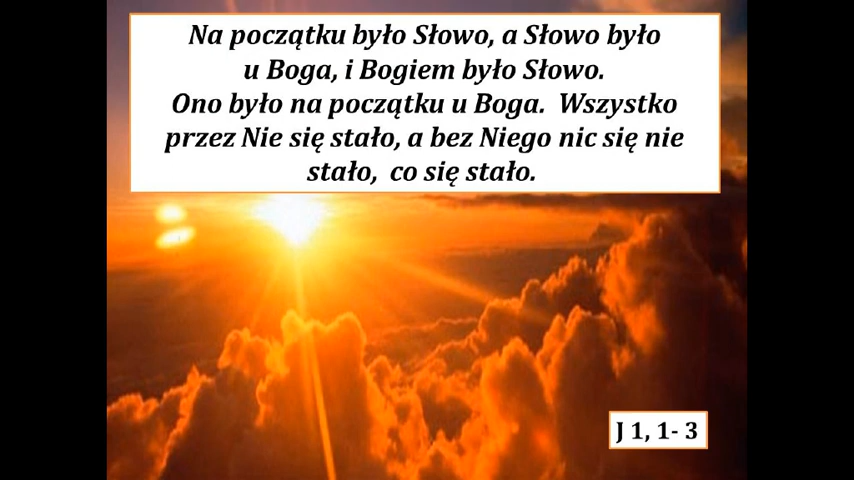 Na początku było Słowo, a Słowo było
u Boga, i Bogiem było Słowo.
Ono było na początku u Boga. Wszystko
przez Nie się stało, a bez Niego nic się nie
stało, co się stało.
J 1, 1- 3